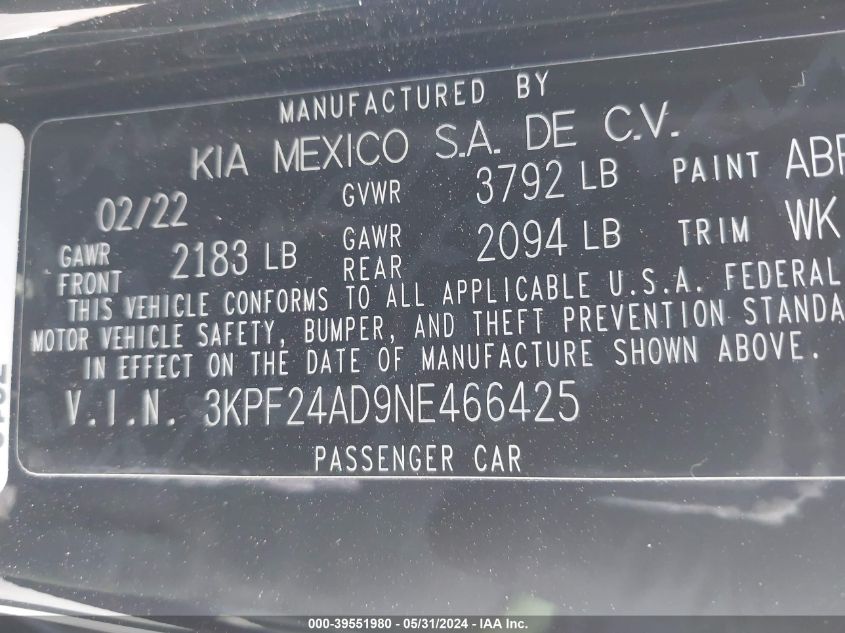 MANUFACTURED BY
KIA MEXICO S.A. DE C.V.
02/22 GVWR 3792 LB PAINT
GAWR FRONT 2183 LB GAWR REAR 2094 LB TRIM WK
THIS VEHICLE CONFORMS TO ALL APPLICABLE U.S.A. FEDERAL
MOTOR VEHICLE SAFETY, BUMPER, AND THEFT PREVENTION STANDA
IN EFFECT ON THE DATE OF MANUFACTURE SHOWN ABOVE.
V.I.N. 3KPF24AD9NE466425
PASSENGER CAR
000-39551980 - 05/31/2024 - IAA Inc.